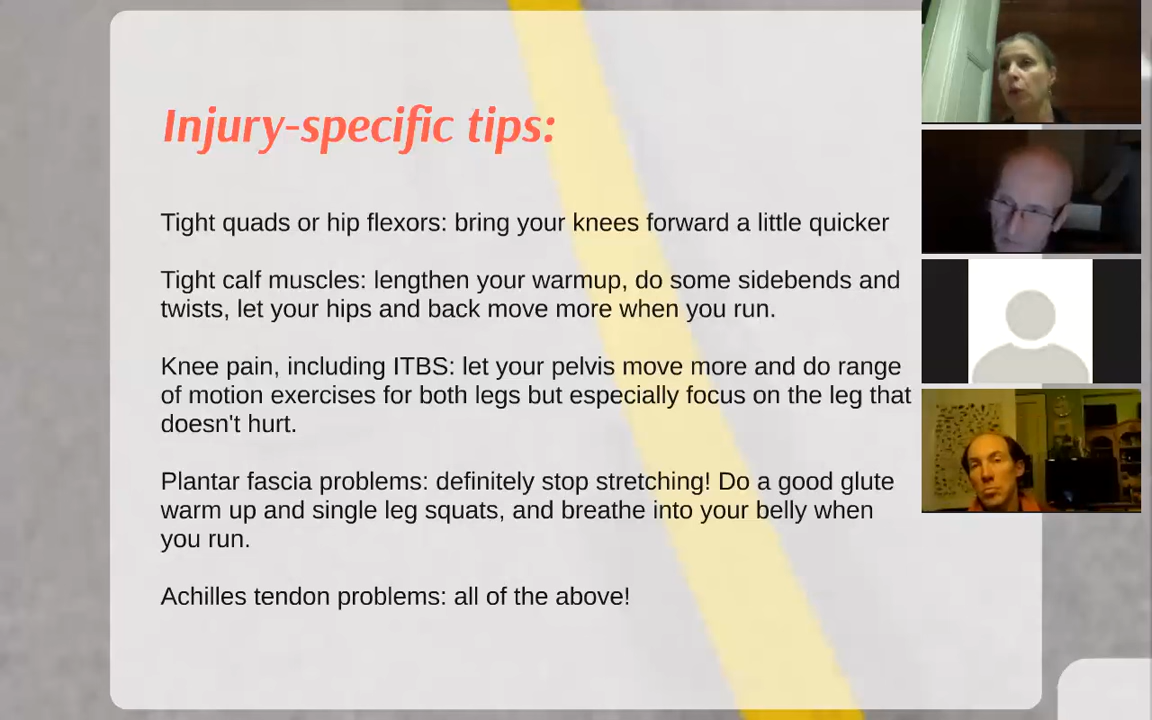 Injury-specific tips:
Tight quads or hip flexors: bring your knees forward a little quicker
Tight calf muscles: lengthen your warmup, do some sidebends and
twists, let your hips and back move more when you run.
Knee pain, including ITBS: let your pelvis move more and do range
of motion exercises for both legs but especially focus on the leg that
doesn't hurt.
Plantar fascia problems: definitely stop stretching! Do a good glute
warm up and single leg squats, and breathe into your belly when
you run.
Achilles tendon problems: all of the above!